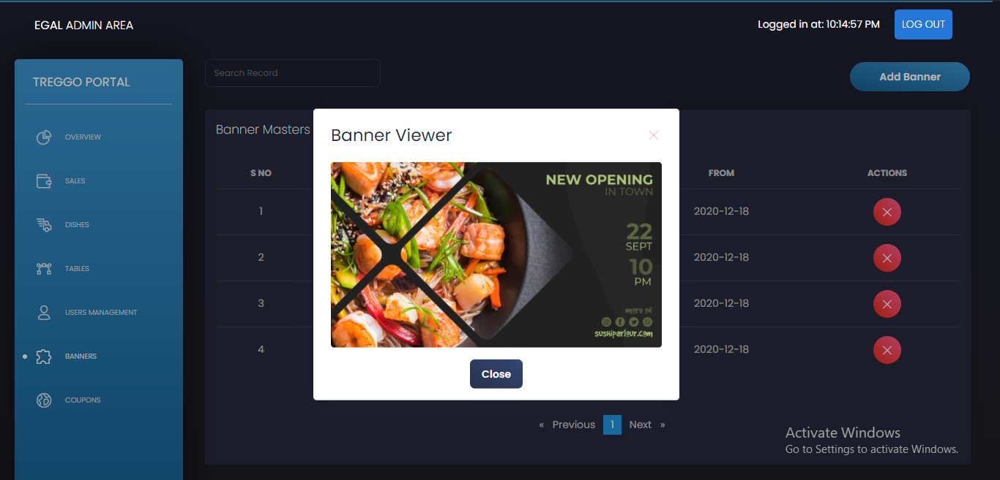 EGAL ADMIN AREA
Logged in at: 10:14:57 PM
LOG OUT
TREGGO PORTAL
OVERVIEW
SALES
DISHES
TABLES
USERS MANAGEMENT
BANNERS
COUPONS
Search Record
Add Banner
Banner Masters
S NO
FROM
ACTIONS
1
2020-12-18
2
2020-12-18
3
2020-12-18
4
2020-12-18
Banner Viewer
NEW OPENING
IN TOWN
22
SEPT
10
PM
more on
sushiparlour.com
Close
« Previous 1 Next »
Activate Windows
Go to Settings to activate Windows.